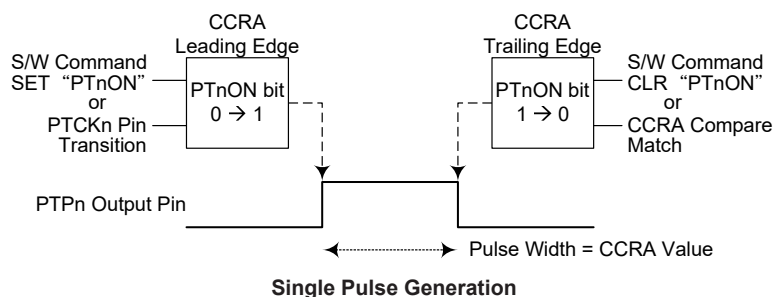 CCRA
Leading Edge
S/W Command
SET “PTnON”
or
PTCKn Pin
Transition
PTnON bit
0 → 1
CCRA
Trailing Edge
PTnON bit
1 → 0
S/W Command
CLR “PTnON”
or
CCRA Compare
Match
PTPn Output Pin
Pulse Width = CCRA Value
Single Pulse Generation